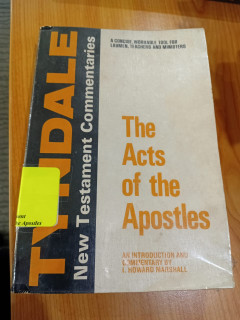 TYNDALE
New Testament Commentaries
A CONCISE, WORKABLE TOOL FOR
LAYMEN, TEACHERS AND MINISTERS
The
Acts
of the
Apostles
AN INTRODUCTION AND
COMMENTARY BY
I. HOWARD MARSHALL
Apostles